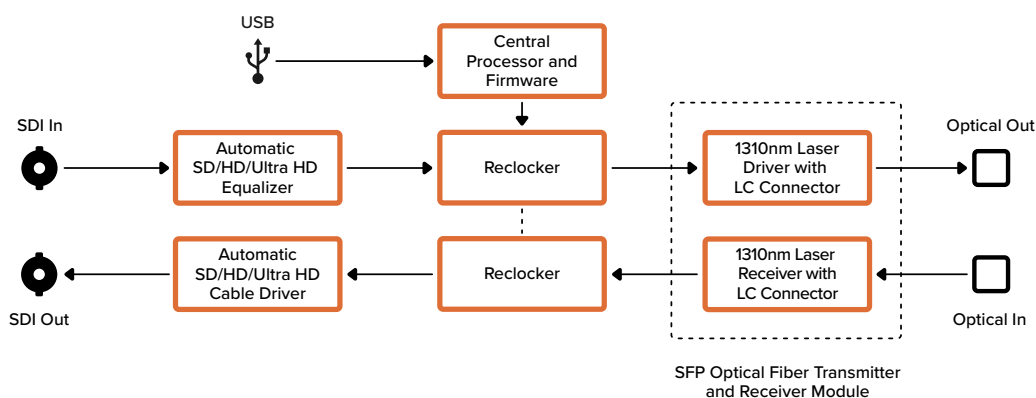 USB
Central
Processor and
Firmware
SDI In
Automatic
SD/HD/Ultra HD
Equalizer
Reclocker
1310nm Laser
Driver with
LC Connector
Optical Out
SDI Out
Automatic
SD/HD/Ultra HD
Cable Driver
Reclocker
1310nm Laser
Receiver with
LC Connector
Optical In
SFP Optical Fiber Transmitter
and Receiver Module